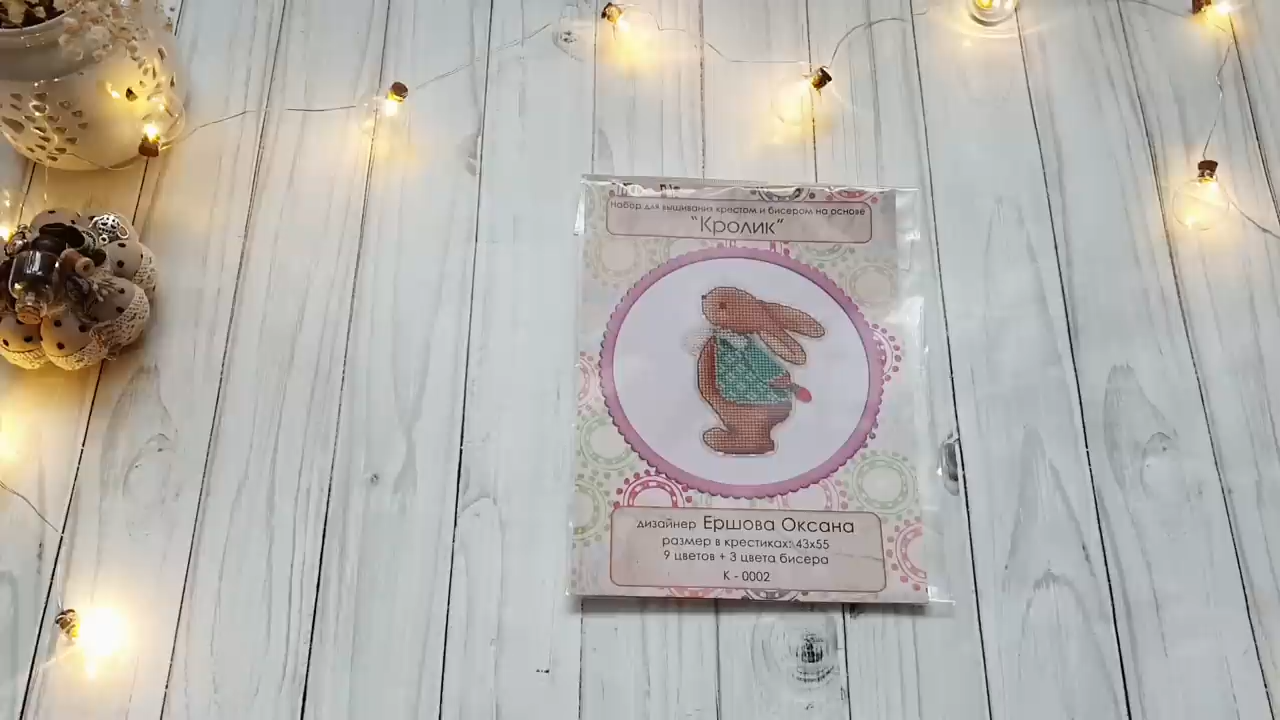 Набор для вышивания крестом и бисером на основе
“Кролик”
дизайнер Ершова Оксана
размер в крестиках: 43х55
9 цветов + 3 цвета бисера
К - 0002